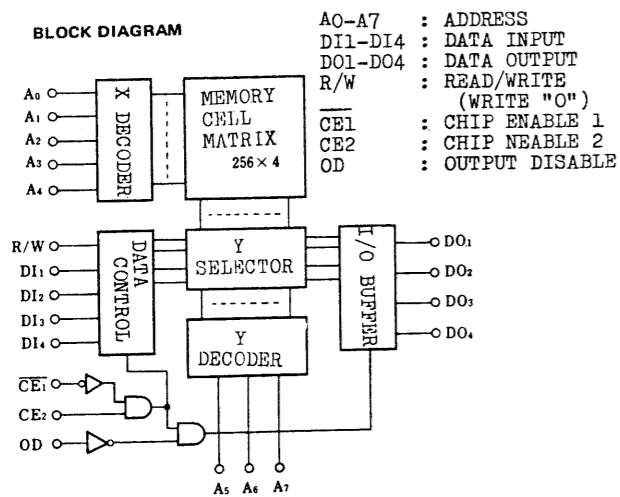 BLOCK DIAGRAM
A0-A7 : ADDRESS
DI1-DI4 : DATA INPUT
DO1-DO4 : DATA OUTPUT
R/W : READ/WRITE
(WRITE "O")
CE1 : CHIP ENABLE 1
CE2 : CHIP NEABLE 2
OD : OUTPUT DISABLE
A0
A1
A2
A3
A4
X DECODER
MEMORY
CELL
MATRIX
256×4
R/W
DI1
DI2
DI3
DI4
DATA
CONTROL
Y
SELECTOR
I/O BUFFER
DO1
DO2
DO3
DO4
Y
DECODER
CE1
CE2
OD
A5 A6 A7